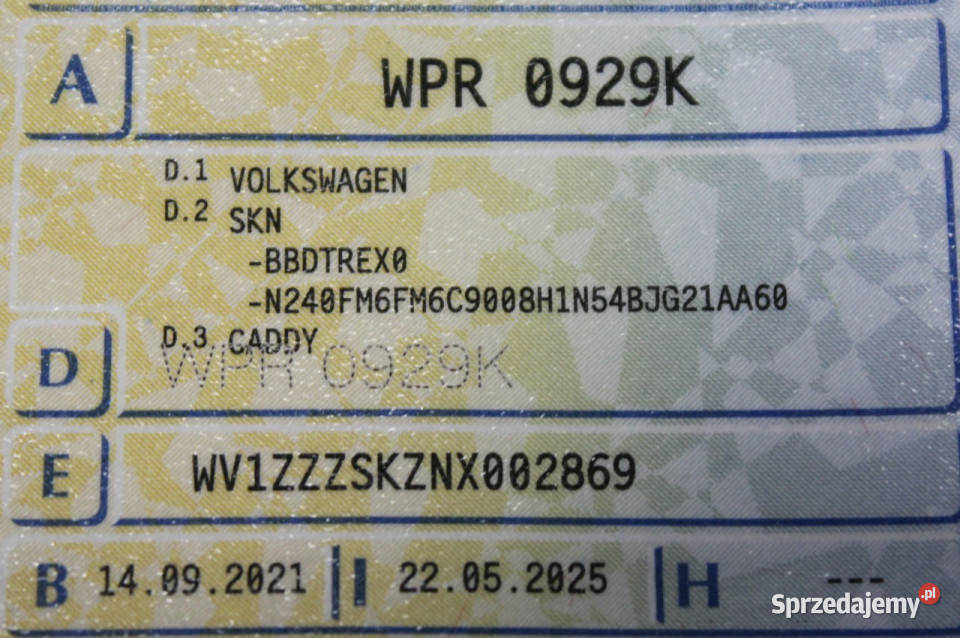 A WPR 0929K
D.1 VOLKSWAGEN
D.2 SKN
-BBDTREX0
-N240FM6FM6C9008H1N54BJG21AA60
D.3 CADDY
D WPR 0929K
E WV1ZZZSKZNX002869
B 14.09.2021 I 22.05.2025 H ---
Sprzedajemy.pl